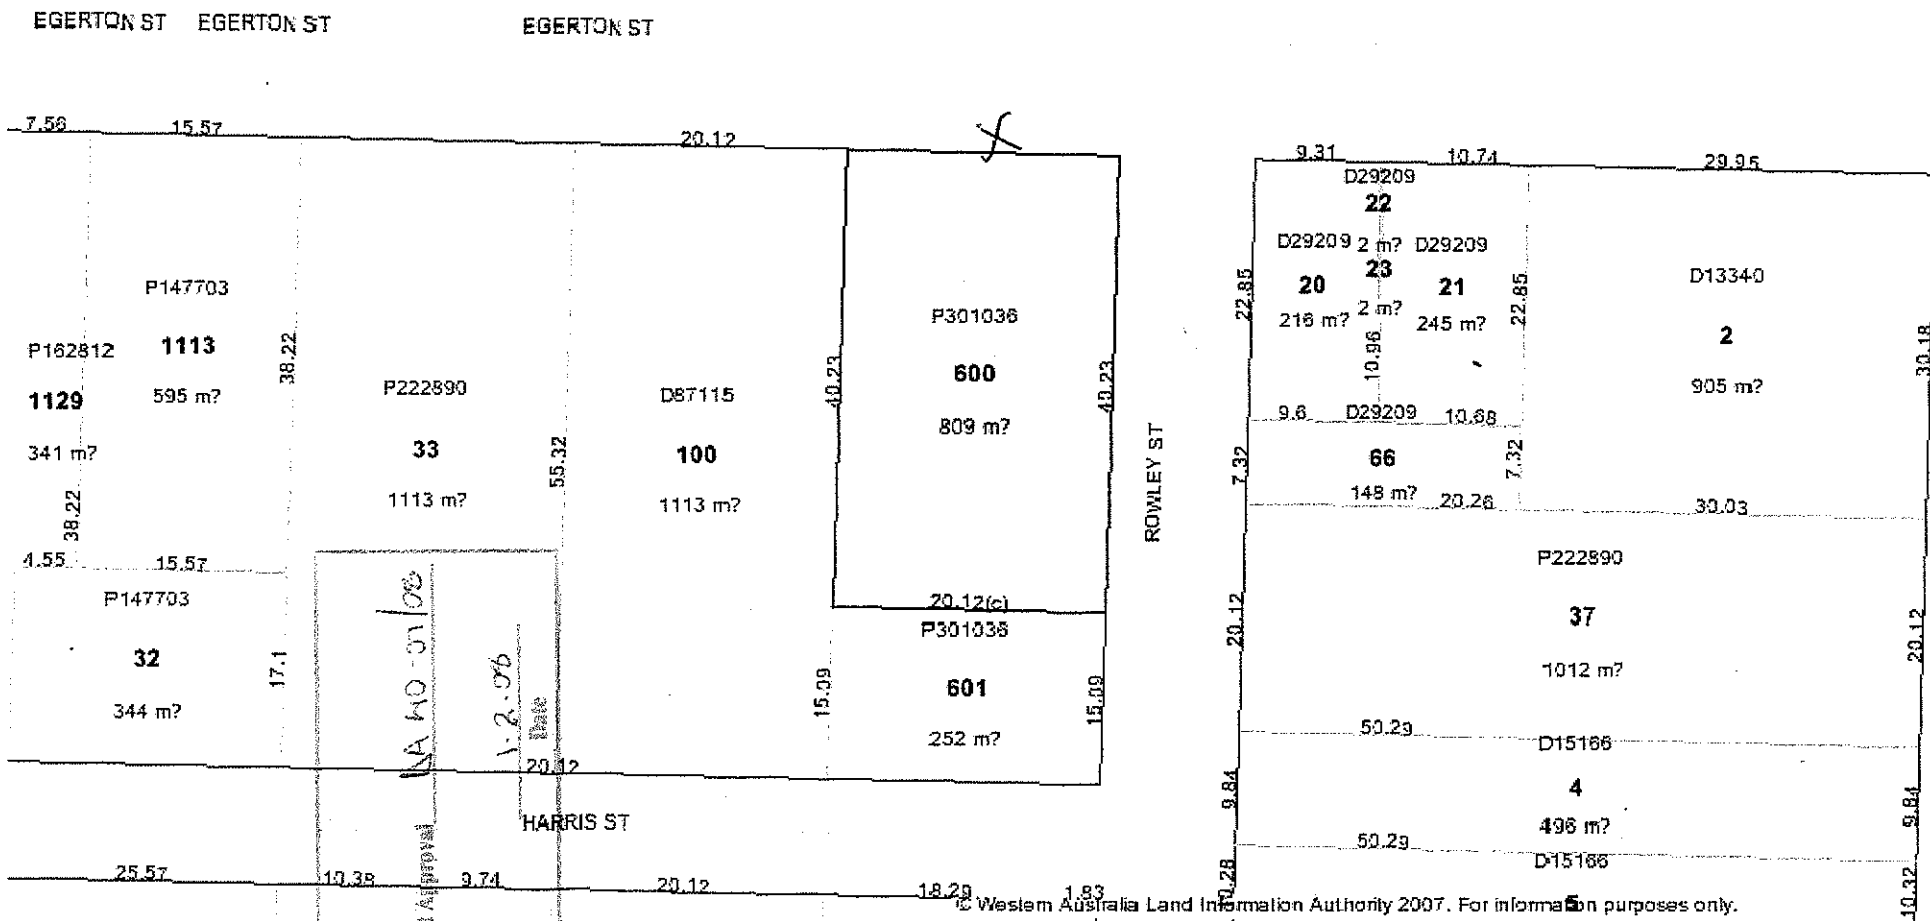 EGERTON ST EGERTON ST EGERTON ST
7.56 15.57 20.12
9.31 10.74 29.95
D29209
22
D29209 2 m? D29209
23
20 21
2 m?
216 m? 245 m?
22.85
22.85
10.96
D13340
2
905 m?
30.18
P147703
1113
595 m?
38.22
P162812
1129
341 m?
38.22
P222890
33
1113 m?
55.32
D87115
100
1113 m?
40.23
P301036
600
809 m?
40.23
ROWLEY ST
9.6 D29209 10.68
7.32
66
7.32
148 m? 20.26 30.03
4.55 15.57
P147703
32
344 m?
17.1
20.12(c)
P301036
601
252 m?
15.09
15.09
P222890
37
1012 m?
20.12
20.12
50.29
D15166
4
496 m?
9.84
9.84
50.29
D15166
5
10.28
10.32
1.2.08
Date
Approval
20.12
HARRIS ST
25.57 10.38 9.74 20.12 18.29 1.83
© Western Australia Land Information Authority 2007. For information purposes only.